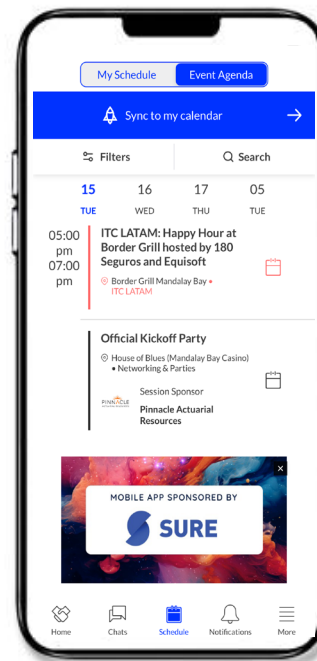 My Schedule Event Agenda
Sync to my calendar
Filters Search
15 16 17 05
TUE WED THU TUE
05:00 pm
07:00 pm
ITC LATAM: Happy Hour at
Border Grill hosted by 180
Seguros and Equisoft
Border Grill Mandalay Bay •
ITC LATAM
Official Kickoff Party
House of Blues (Mandalay Bay Casino)
• Networking & Parties
Session Sponsor
PINNACLE
Pinnacle Actuarial
Resources
MOBILE APP SPONSORED BY
SURE
Home Chats Schedule Notifications More